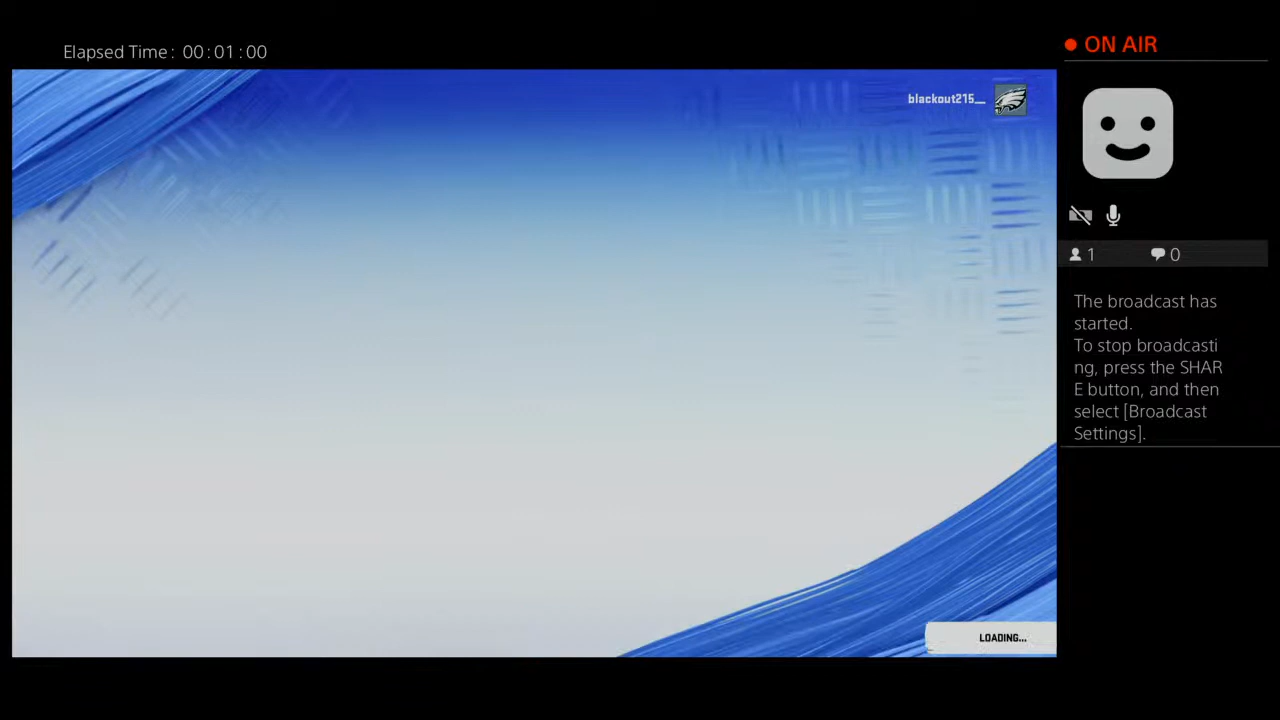 Elapsed Time: 00:01:00
ON AIR
blackout215__
1 0
The broadcast has
started.
To stop broadcasti
ng, press the SHAR
E button, and then
select [Broadcast
Settings].
LOADING...